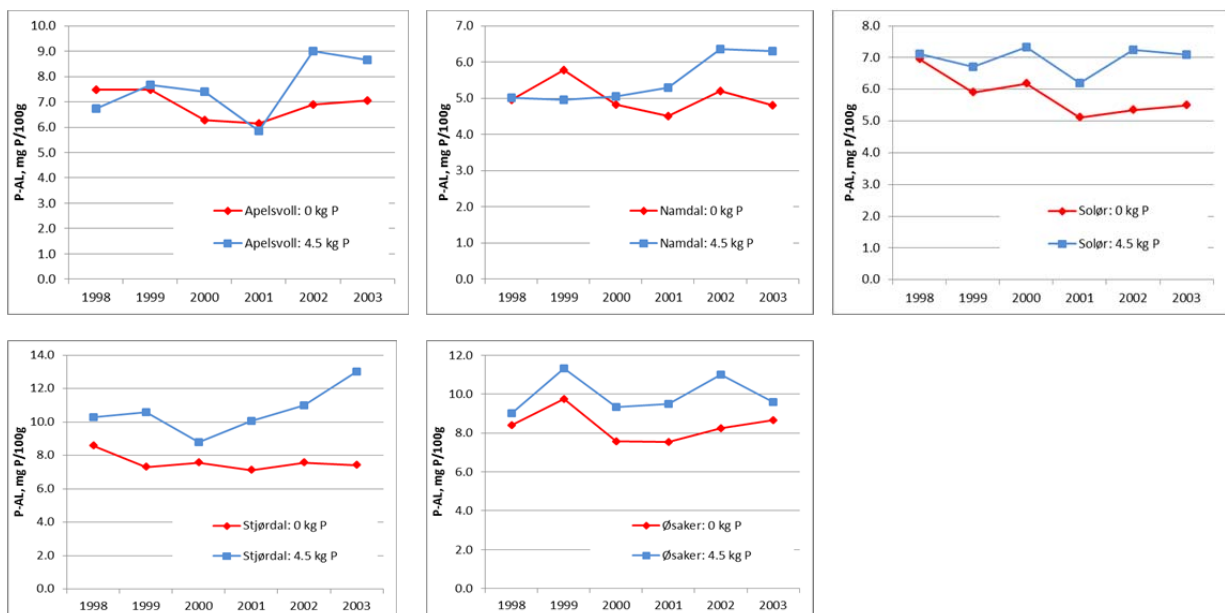 10.0
9.0
8.0
7.0
6.0
5.0
4.0
3.0
2.0
1.0
0.0
P-AL, mg P/100g
Apelsvoll: 0 kg P
Apelsvoll: 4.5 kg P
1998 1999 2000 2001 2002 2003
7.0
6.0
5.0
4.0
3.0
2.0
1.0
0.0
P-AL, mg P/100g
Namdal: 0 kg P
Namdal: 4.5 kg P
1998 1999 2000 2001 2002 2003
8.0
7.0
6.0
5.0
4.0
3.0
2.0
1.0
0.0
P-AL, mg P/100g
Solør: 0 kg P
Solør: 4.5 kg P
1998 1999 2000 2001 2002 2003
14.0
12.0
10.0
8.0
6.0
4.0
2.0
0.0
P-AL, mg P/100g
Stjørdal: 0 kg P
Stjørdal: 4.5 kg P
1998 1999 2000 2001 2002 2003
12.0
10.0
8.0
6.0
4.0
2.0
0.0
P-AL, mg P/100g
Øsaker: 0 kg P
Øsaker: 4.5 kg P
1998 1999 2000 2001 2002 2003